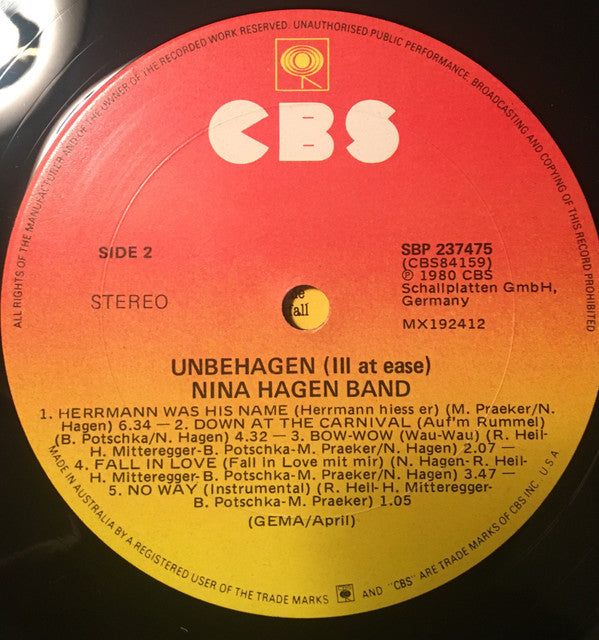 ALL RIGHTS OF THE MANUFACTURER AND OF THE OWNER OF THE RECORDED WORK RESERVED. UNAUTHORISED PUBLIC PERFORMANCE, BROADCASTING AND COPYING OF THIS RECORD PROHIBITED
CBS
SIDE 2
STEREO
SBP 237475
(CBS84159)
℗ 1980 CBS
Schallplatten GmbH,
Germany
MX192412
fall
UNBEHAGEN (Ill at ease)
NINA HAGEN BAND
1. HERRMANN WAS HIS NAME (Herrmann hiess er) (M. Praeker/N.
Hagen) 6.34 — 2. DOWN AT THE CARNIVAL (Auf'm Rummel)
(B. Potschka/N. Hagen) 4.32 — 3. BOW-WOW (Wau-Wau) (R. Heil-
H. Mitteregger-B. Potschka-M. Praeker/N. Hagen) 2.07 —
4. FALL IN LOVE (Fall in Love mit mir) (N. Hagen-R. Heil-
H. Mitteregger-B. Potschka-M. Praeker/N. Hagen) 3.47 —
5. NO WAY (Instrumental) (R. Heil-H. Mitteregger-
B. Potschka-M. Praeker) 1.05
(GEMA/April)
MADE IN AUSTRALIA BY A REGISTERED USER OF THE TRADE MARKS AND "CBS" ARE TRADE MARKS OF CBS INC U S A